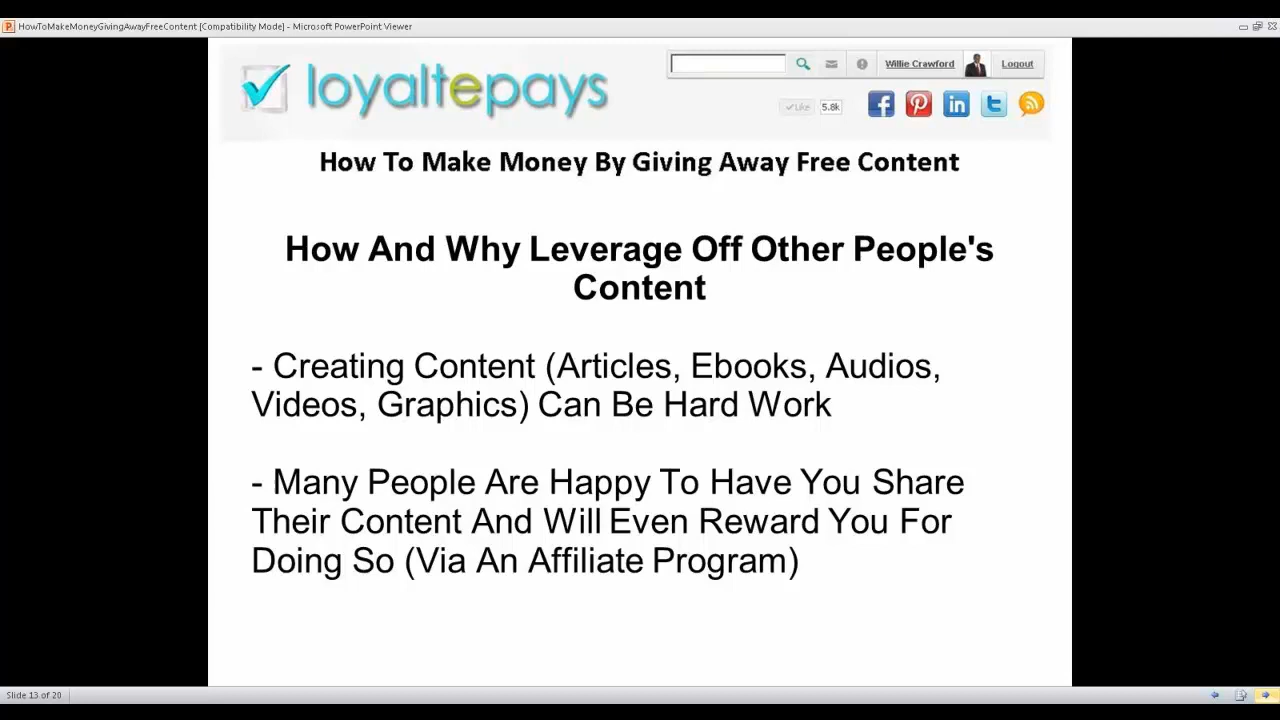 HowToMakeMoneyGivingAwayFreeContent [Compatibility Mode] - Microsoft PowerPoint Viewer
loyaltepays
Willie Crawford
Logout
Like
5.8k
How To Make Money By Giving Away Free Content
How And Why Leverage Off Other People's
Content
- Creating Content (Articles, Ebooks, Audios,
Videos, Graphics) Can Be Hard Work
- Many People Are Happy To Have You Share
Their Content And Will Even Reward You For
Doing So (Via An Affiliate Program)
Slide 13 of 20